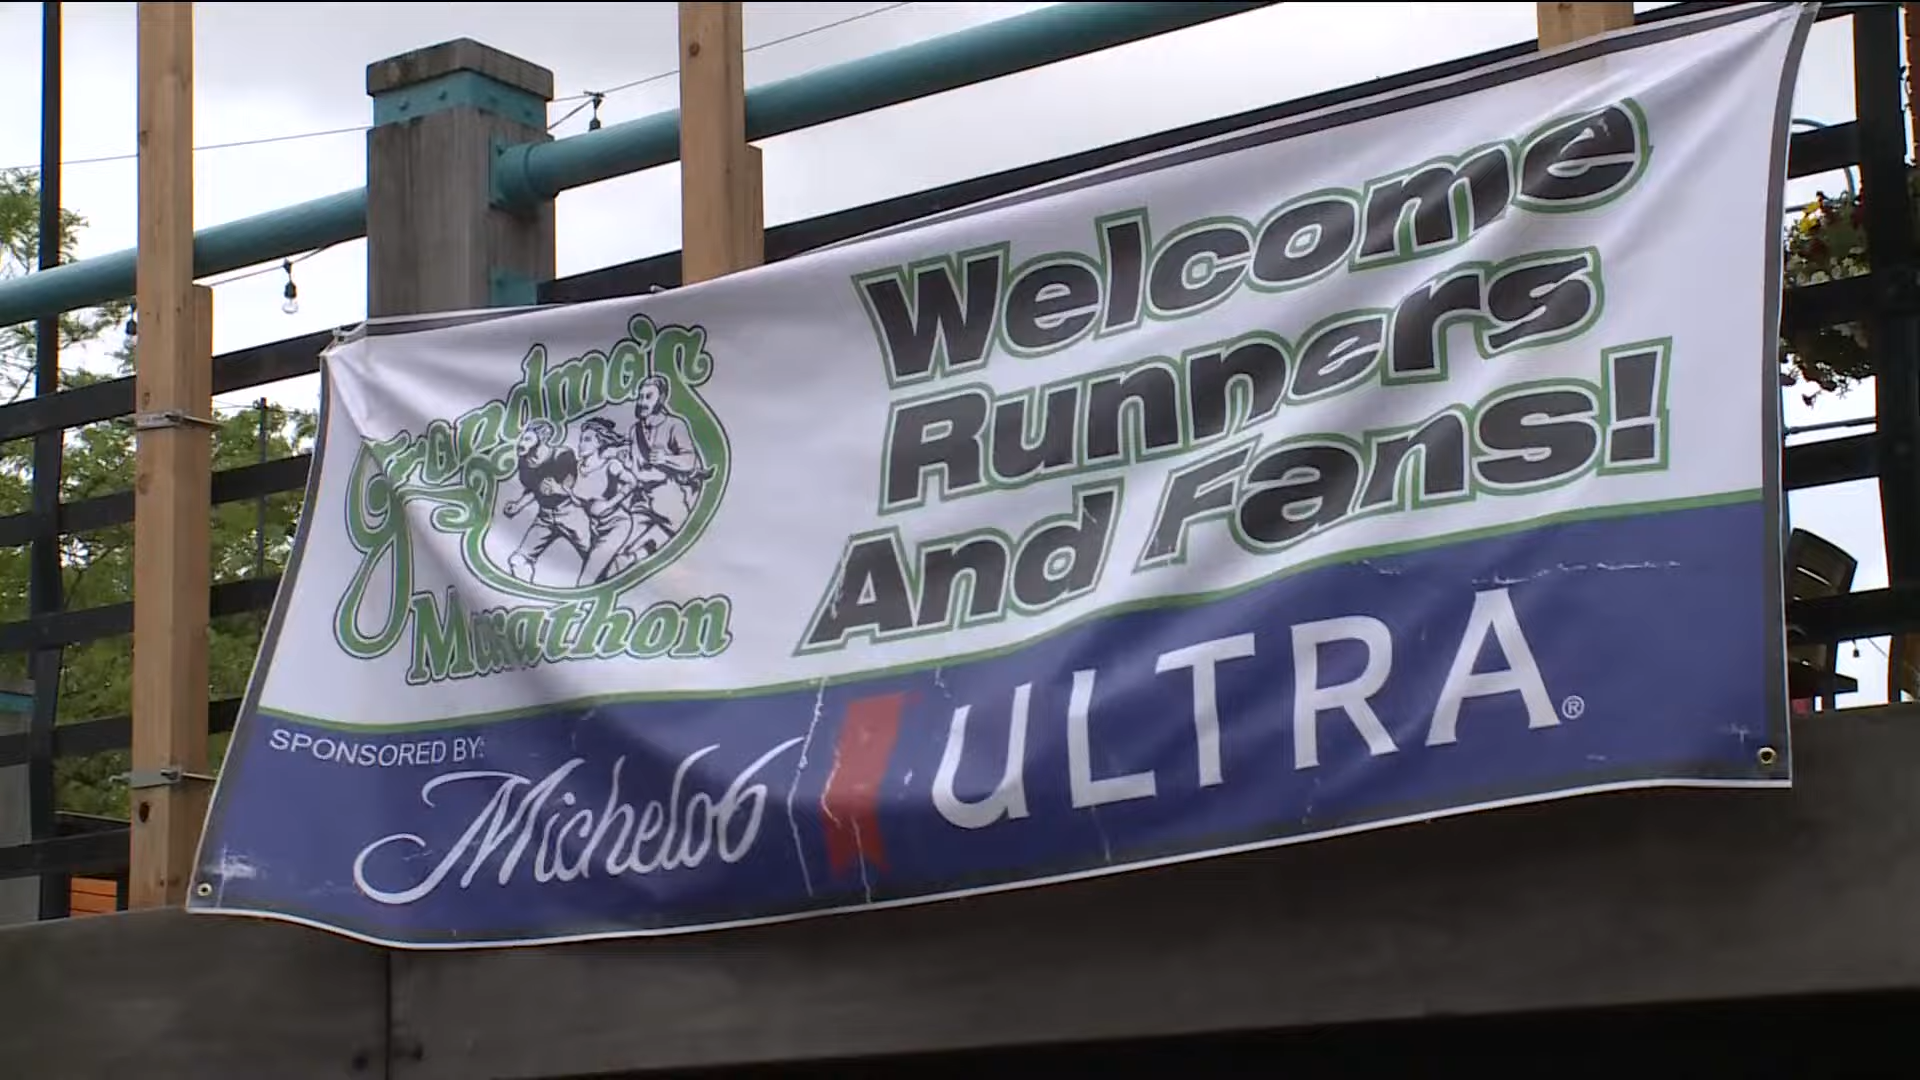 Grandma's
Marathon
Welcome
Runners
And Fans!
SPONSORED BY:
Michelob ULTRA®